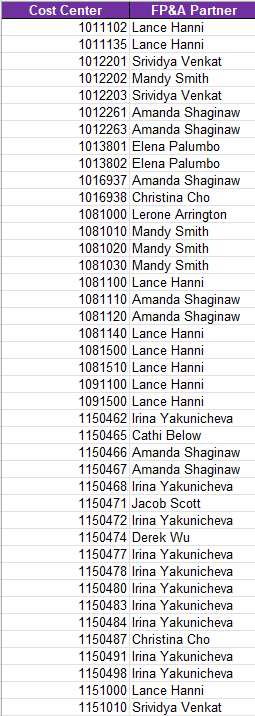 Cost Center FP&A Partner
1011102 Lance Hanni
1011135 Lance Hanni
1012201 Srividya Venkat
1012202 Mandy Smith
1012203 Srividya Venkat
1012261 Amanda Shaginaw
1012263 Amanda Shaginaw
1013801 Elena Palumbo
1013802 Elena Palumbo
1016937 Amanda Shaginaw
1016938 Christina Cho
1081000 Lerone Arrington
1081010 Mandy Smith
1081020 Mandy Smith
1081030 Mandy Smith
1081100 Lance Hanni
1081110 Amanda Shaginaw
1081120 Amanda Shaginaw
1081140 Lance Hanni
1081500 Lance Hanni
1081510 Lance Hanni
1091100 Lance Hanni
1091500 Lance Hanni
1150462 Irina Yakunicheva
1150465 Cathi Below
1150466 Amanda Shaginaw
1150467 Amanda Shaginaw
1150468 Irina Yakunicheva
1150471 Jacob Scott
1150472 Irina Yakunicheva
1150474 Derek Wu
1150477 Irina Yakunicheva
1150478 Irina Yakunicheva
1150480 Irina Yakunicheva
1150483 Irina Yakunicheva
1150484 Irina Yakunicheva
1150487 Christina Cho
1150491 Irina Yakunicheva
1150498 Irina Yakunicheva
1151000 Lance Hanni
1151010 Srividya Venkat